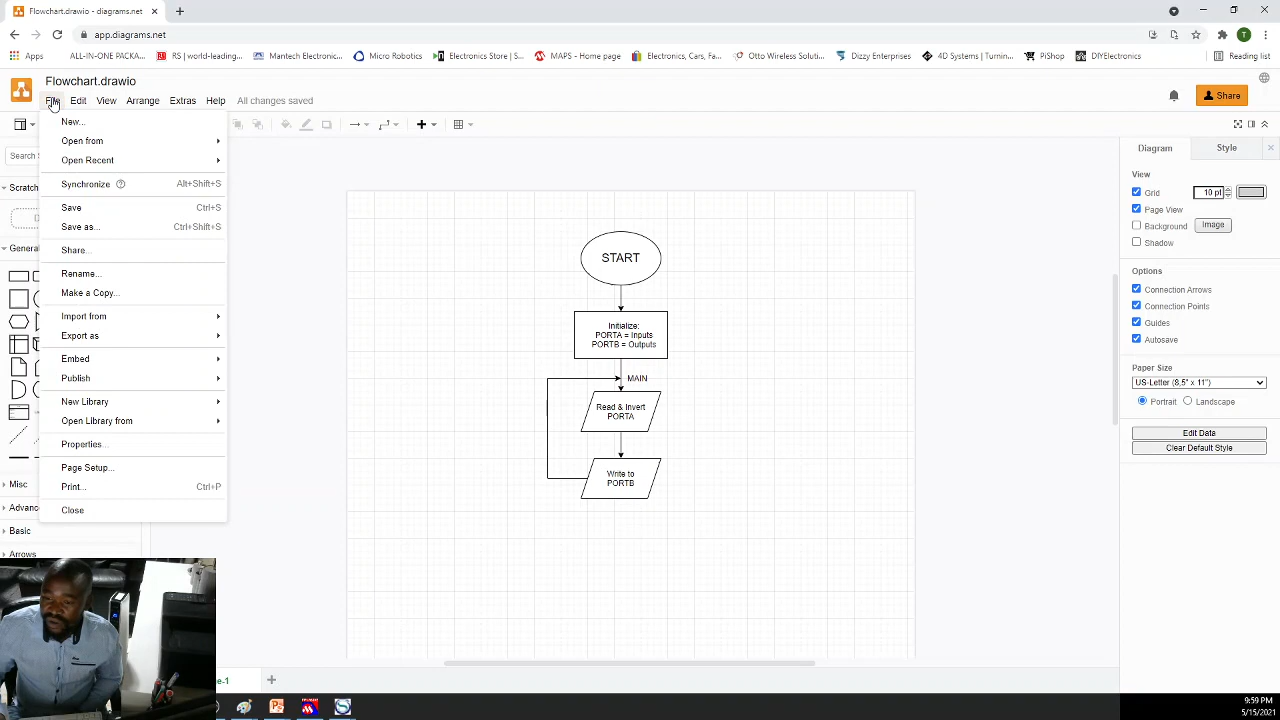 Flowchart.drawio - diagrams.net
app.diagrams.net
Apps
ALL-IN-ONE PACKA...
RS | world-leading...
Mantech Electronic...
Micro Robotics
Electronics Store | S...
MAPS - Home page
Electronics, Cars, Fa...
Otto Wireless Soluti...
Dizzy Enterprises
4D Systems | Turnin...
PiShop
DIYElectronics
Reading list
T
Flowchart.drawio
File Edit View Arrange Extras Help All changes saved
Share
New...
Open from
Open Recent
Synchronize Alt+Shift+S
Save Ctrl+S
Save as... Ctrl+Shift+S
Share...
Rename...
Make a Copy...
Import from
Export as
Embed
Publish
New Library
Open Library from
Properties...
Page Setup...
Print... Ctrl+P
Close
Search S
Scratch
General
Misc
Advan
Basic
Arrows
START
Initialize:
PORTA = Inputs
PORTB = Outputs
MAIN
Read & Invert
PORTA
Write to
PORTB
Diagram Style
View
Grid 10 pt
Page View
Background Image
Shadow
Options
Connection Arrows
Connection Points
Guides
Autosave
Paper Size
US-Letter (8,5" x 11")
Portrait Landscape
Edit Data
Clear Default Style
e-1
9:59 PM
5/15/2021